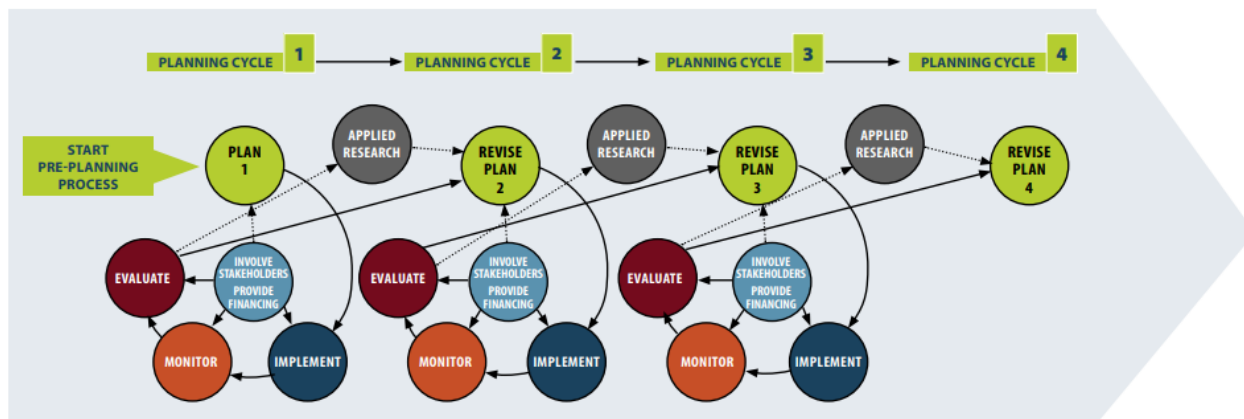 PLANNING CYCLE 1
PLANNING CYCLE 2
PLANNING CYCLE 3
PLANNING CYCLE 4
START
PRE-PLANNING
PROCESS
PLAN
1
APPLIED
RESEARCH
REVISE
PLAN
2
APPLIED
RESEARCH
REVISE
PLAN
3
APPLIED
RESEARCH
REVISE
PLAN
4
EVALUATE
INVOLVE
STAKEHOLDERS
PROVIDE
FINANCING
MONITOR
IMPLEMENT
EVALUATE
INVOLVE
STAKEHOLDERS
PROVIDE
FINANCING
MONITOR
IMPLEMENT
EVALUATE
INVOLVE
STAKEHOLDERS
PROVIDE
FINANCING
MONITOR
IMPLEMENT